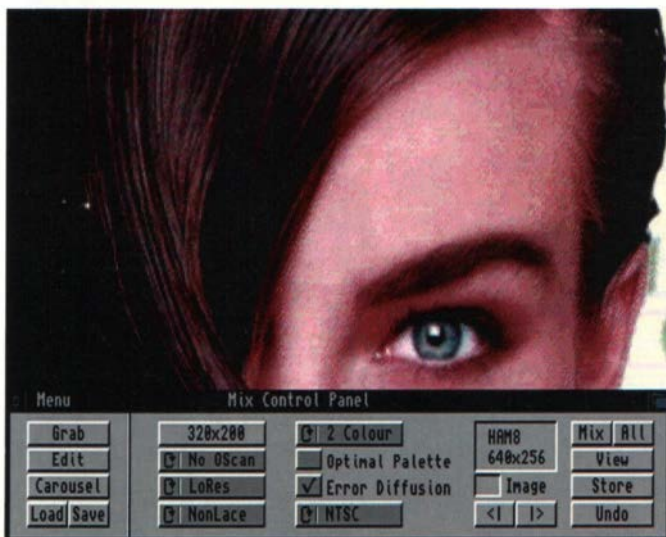 Menu Mix Control Panel
Grab 320x200 2 Colour HAM8 Mix All
Edit No OScan Optimal Palette 640x256 View
Carousel LoRes Error Diffusion Image Store
Load Save NonLace NTSC <| |> Undo